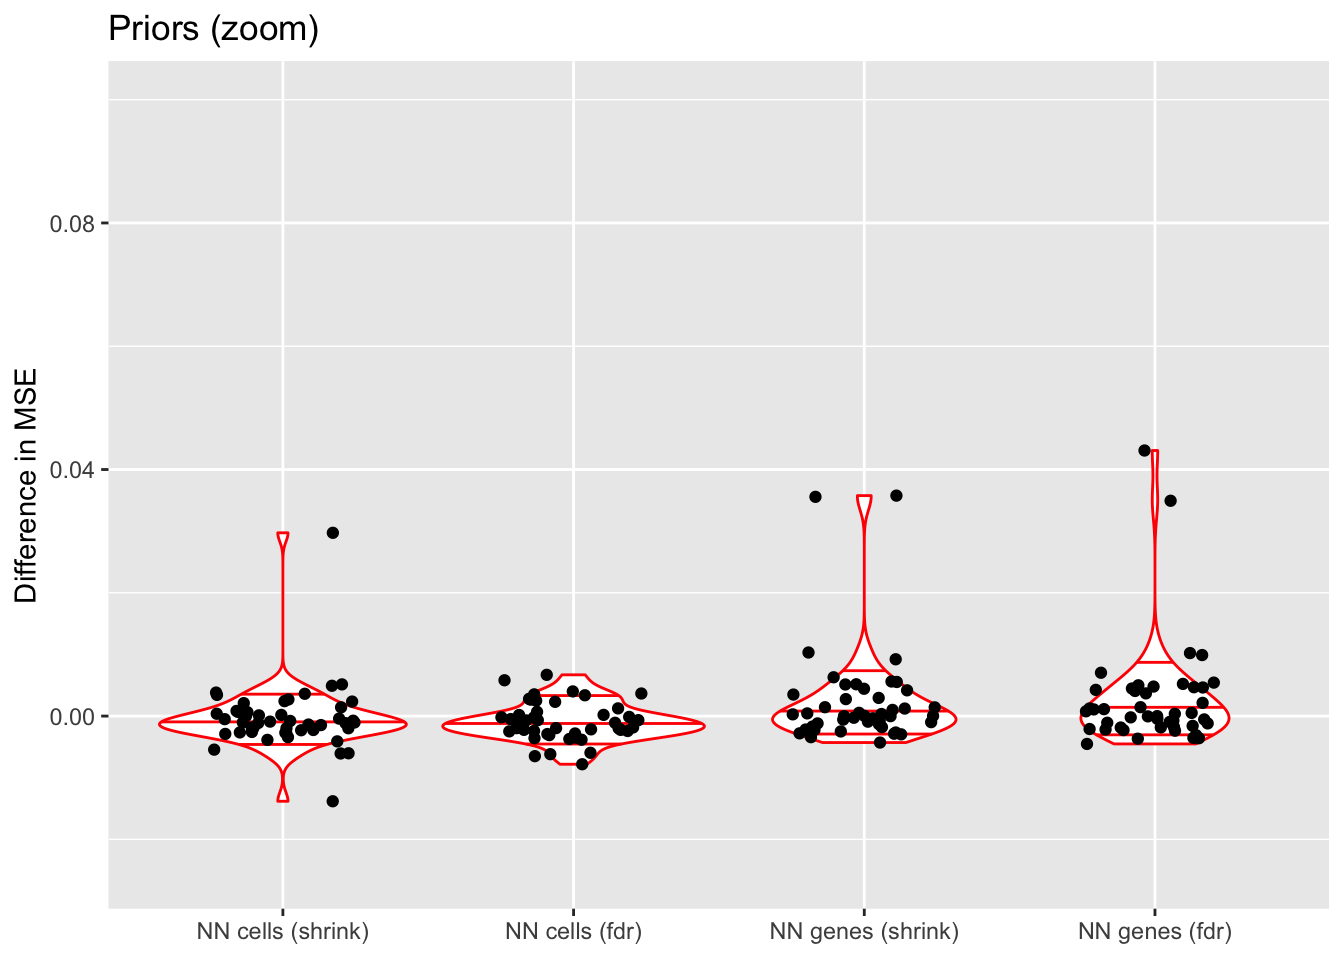 Priors (zoom)
Difference in MSE
0.08
0.04
0.00
NN cells (shrink)
NN cells (fdr)
NN genes (shrink)
NN genes (fdr)